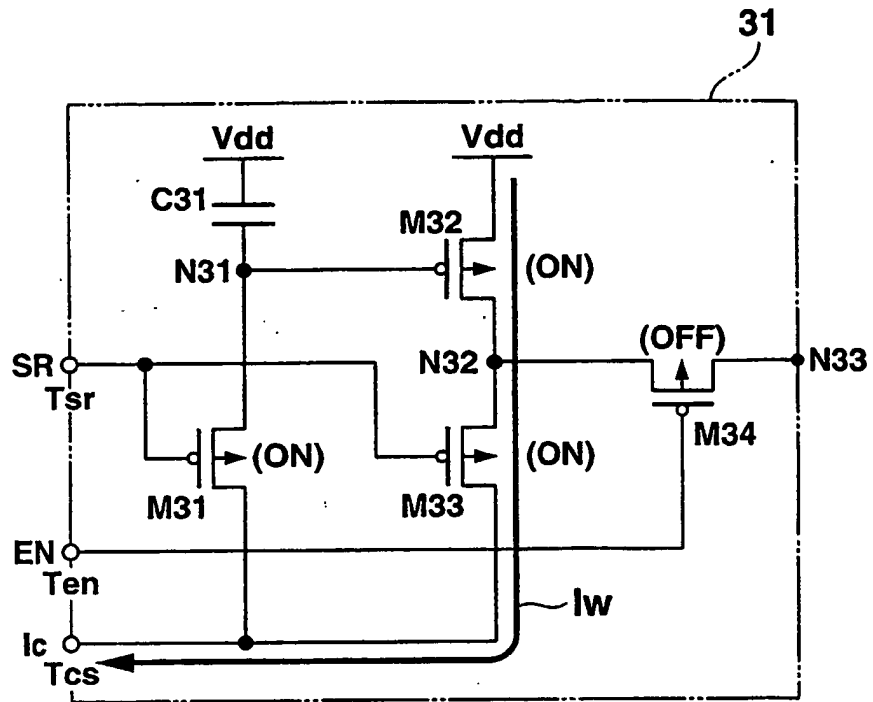 31
Vdd
Vdd
C31
M32
N31
(ON)
SR
Tsr
N32
(OFF)
N33
M34
(ON)
M31
M33
(ON)
EN
Ten
Iw
Ic
Tcs